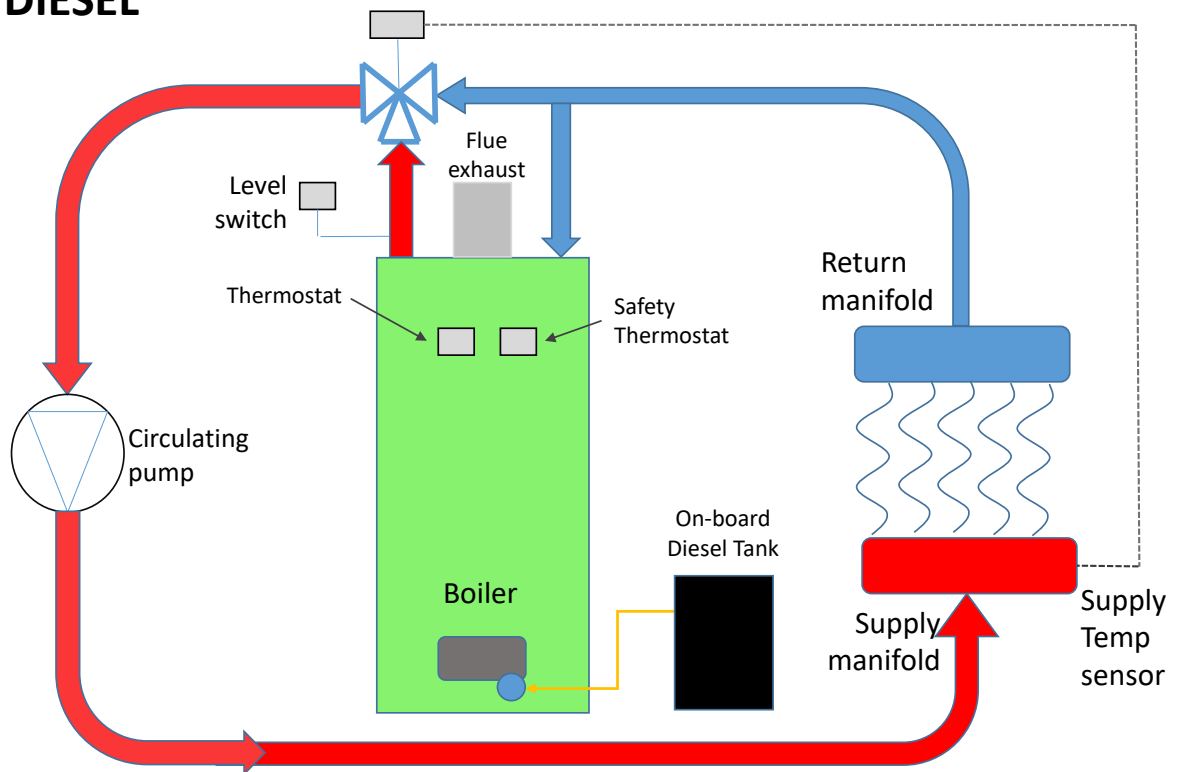 DIESEL
Flue
exhaust
Level
switch
Thermostat
Safety
Thermostat
Return
manifold
Circulating
pump
On-board
Diesel Tank
Boiler
Supply
manifold
Supply
Temp
sensor